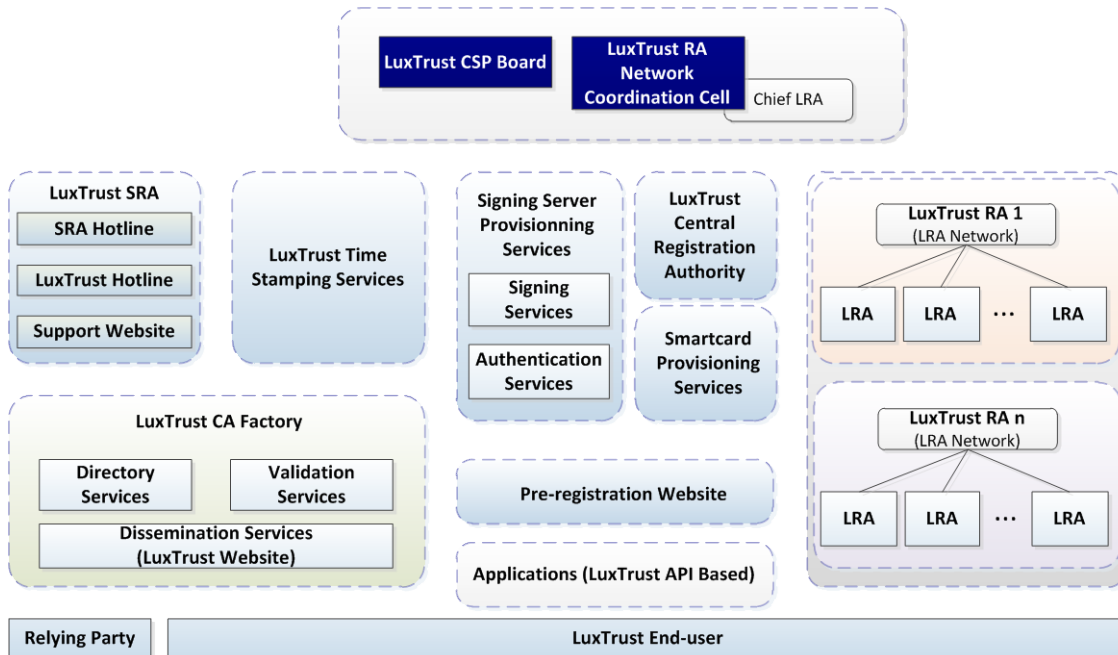 LuxTrust CSP Board
LuxTrust RA
Network
Coordination Cell
Chief LRA
LuxTrust SRA
SRA Hotline
LuxTrust Hotline
Support Website
LuxTrust Time
Stamping Services
Signing Server
Provisionning
Services
Signing
Services
Authentication
Services
LuxTrust
Central
Registration
Authority
Smartcard
Provisioning
Services
LuxTrust RA 1
(LRA Network)
LRA
LRA
...
LRA
LuxTrust RA n
(LRA Network)
LRA
LRA
...
LRA
LuxTrust CA Factory
Directory
Services
Validation
Services
Dissemination Services
(LuxTrust Website)
Pre-registration Website
Applications (LuxTrust API Based)
Relying Party
LuxTrust End-user